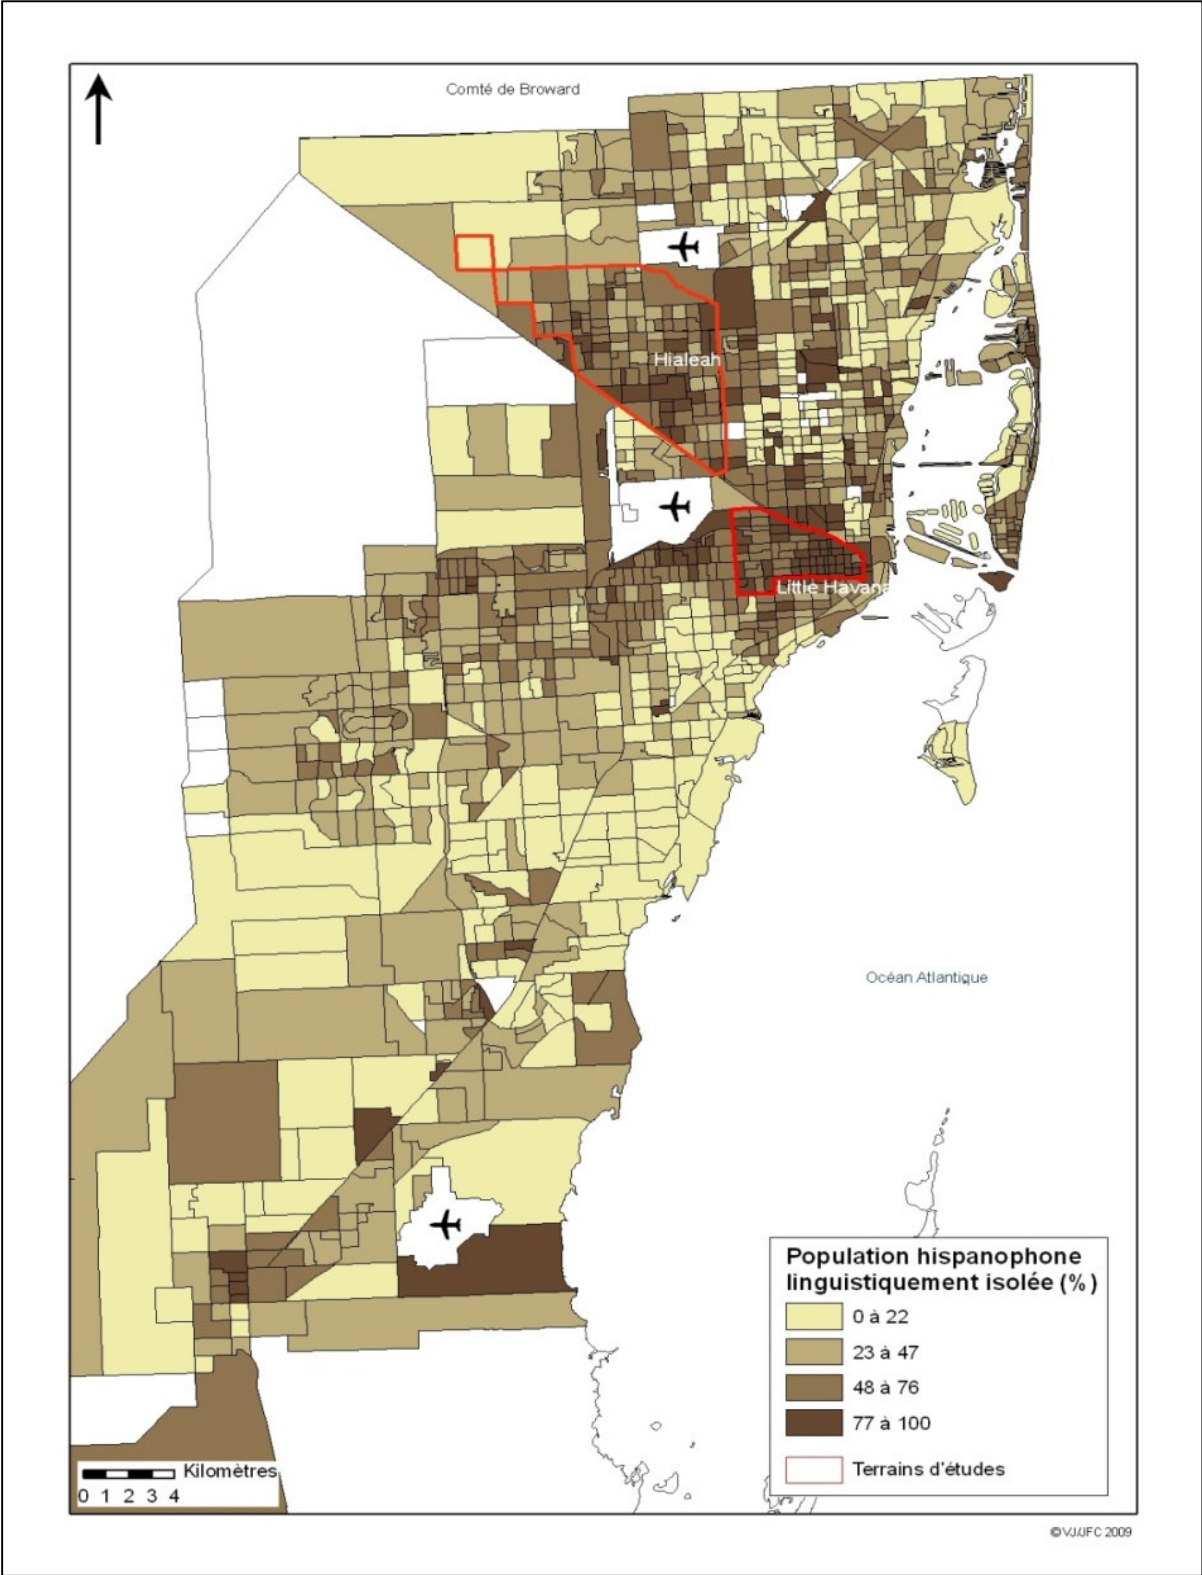 Comté de Broward
Hialeah
Little Havana
Océan Atlantique
Population hispanophone
linguistiquement isolée (%)
0 à 22
23 à 47
48 à 76
77 à 100
Terrains d'études
Kilomètres
0 1 2 3 4
©VJ/JFC 2009